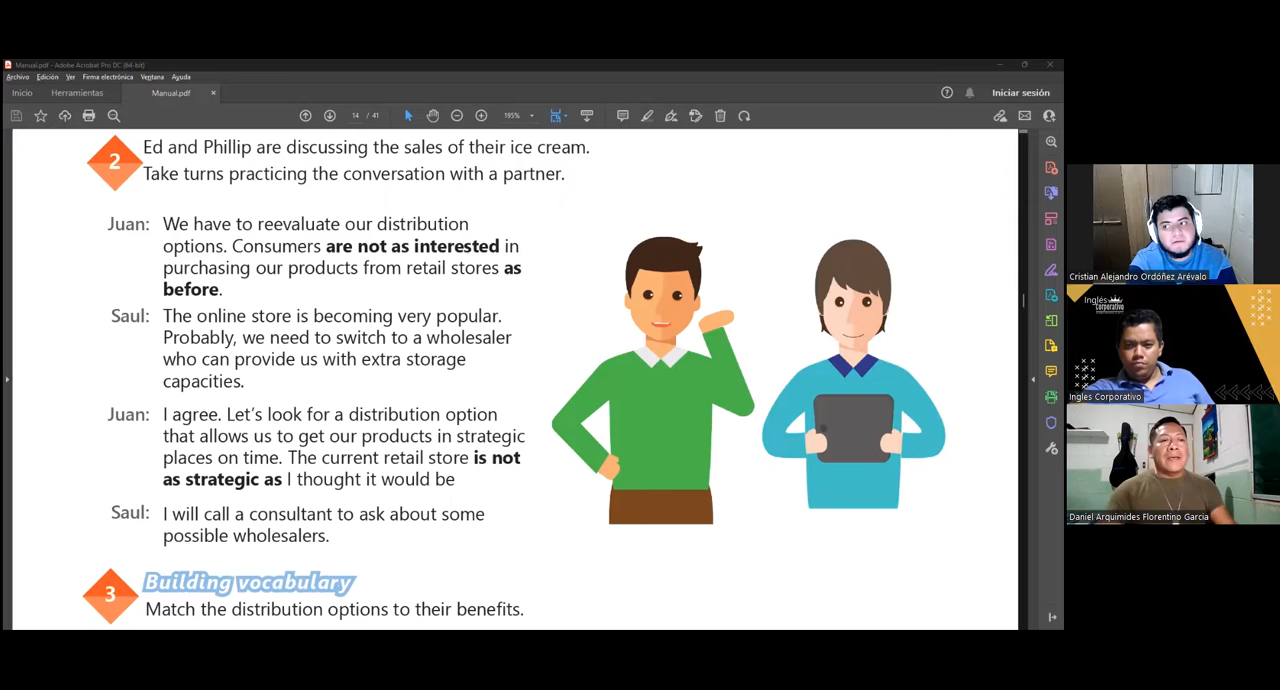 Manual.pdf - Adobe Acrobat Pro DC (64-bit)
Archivo Edición Ver Firma electrónica Ventana Ayuda
Inicio Herramientas Manual.pdf × Iniciar sesión
14 / 41 195%
2 Ed and Phillip are discussing the sales of their ice cream.
Take turns practicing the conversation with a partner.
Juan: We have to reevaluate our distribution
options. Consumers are not as interested in
purchasing our products from retail stores as
before.
Saul: The online store is becoming very popular.
Probably, we need to switch to a wholesaler
who can provide us with extra storage
capacities.
Juan: I agree. Let's look for a distribution option
that allows us to get our products in strategic
places on time. The current retail store is not
as strategic as I thought it would be
Saul: I will call a consultant to ask about some
possible wholesalers.
3 Building vocabulary
Match the distribution options to their benefits.
Cristian Alejandro Ordóñez Arévalo
Inglés
corporativo
Ingles Corporativo
Daniel Arquimides Florentino Garcia